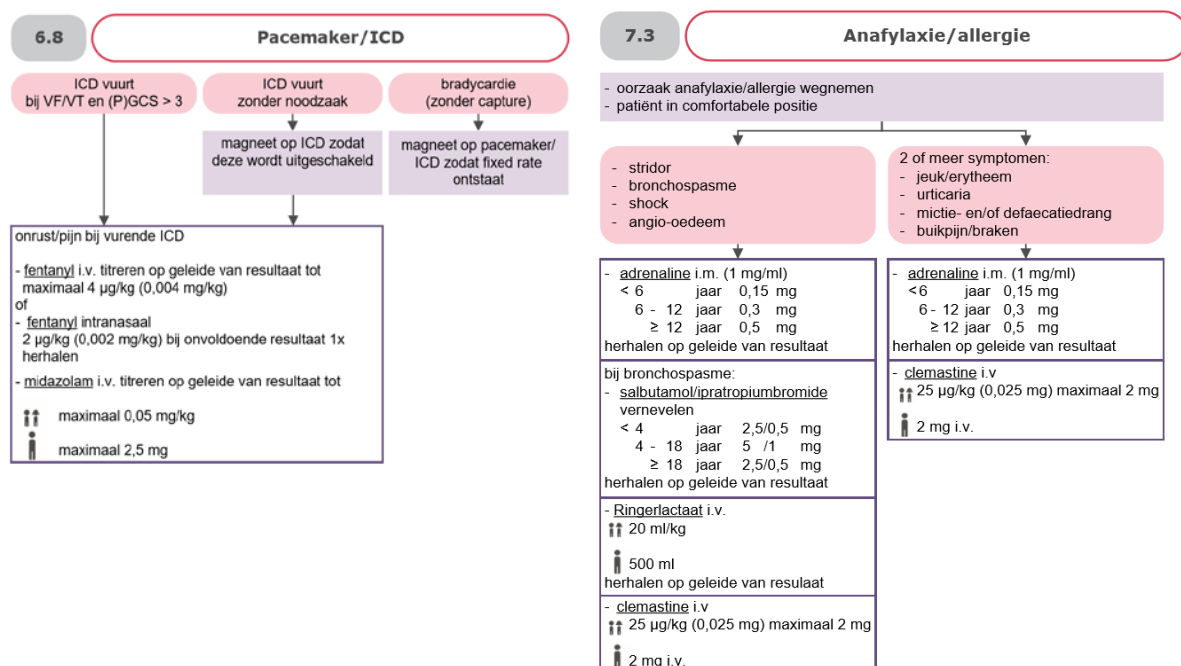 6.8
Pacemaker/ICD
ICD vuurt
bij VF/VT en (P)GCS > 3
ICD vuurt
zonder noodzaak
bradycardie
(zonder capture)
magneet op ICD zodat
deze wordt uitgeschakeld
magneet op pacemaker/
ICD zodat fixed rate
ontstaat
onrust/pijn bij vurende ICD
- fentanyl i.v. titreren op geleide van resultaat tot
maximaal 4 µg/kg (0,004 mg/kg)
of
- fentanyl intranasaal
2 µg/kg (0,002 mg/kg) bij onvoldoende resultaat 1x
herhalen
- midazolam i.v. titreren op geleide van resultaat tot
maximaal 0,05 mg/kg
maximaal 2,5 mg
7.3
Anafylaxie/allergie
- oorzaak anafylaxie/allergie wegnemen
- patiënt in comfortabele positie
- stridor
- bronchospasme
- shock
- angio-oedeem
2 of meer symptomen:
- jeuk/erytheem
- urticaria
- mictie- en/of defaecatiedrang
- buikpijn/braken
- adrenaline i.m. (1 mg/ml)
< 6 jaar 0,15 mg
6 - 12 jaar 0,3 mg
≥ 12 jaar 0,5 mg
herhalen op geleide van resultaat
bij bronchospasme:
- salbutamol/ipratropiumbromide
vernevelen
< 4 jaar 2,5/0,5 mg
4 - 18 jaar 5 /1 mg
≥ 18 jaar 2,5/0,5 mg
herhalen op geleide van resultaat
- Ringerlactaat i.v.
20 ml/kg
500 ml
herhalen op geleide van resulaat
- clemastine i.v
25 µg/kg (0,025 mg) maximaal 2 mg
2 mg i.v.
- adrenaline i.m. (1 mg/ml)
< 6 jaar 0,15 mg
6 - 12 jaar 0,3 mg
≥ 12 jaar 0,5 mg
herhalen op geleide van resultaat
- clemastine i.v
25 µg/kg (0,025 mg) maximaal 2 mg
2 mg i.v.